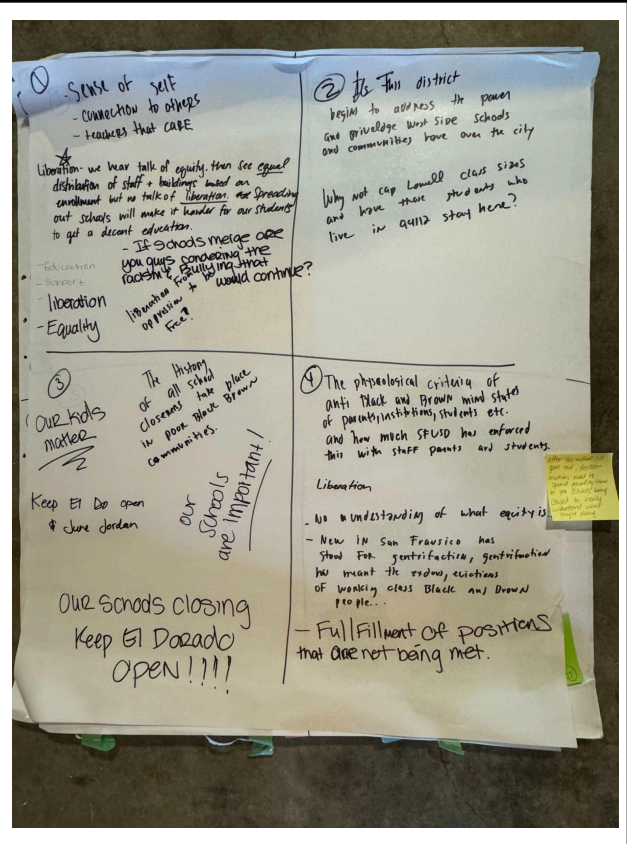 ①
- Sense of self
- connection to others
- teachers that CARE
Liberation - we hear talk of equity. then see equal
distribution of staff + buildings based on
enrollment but no talk of liberation. Spreading
out schools will make it harder for our students
to get a decent education.
- If schools merge are
you guys condering the
racism & Bullying that
would continue?
- Education
- support
- liberation
- Equality
liberation from
oppression to be
free?
② Is This district
begins to address the power
and priveledge West Side Schools
and communities have over the city
Why not cap Lowell class sizes
and have those students who
live in 94112 stay here?
③
OUR KIDS
matter
The History
of all school
closeners take place
in poor Black Brown
communities.
Keep El Do open
& June Jordan
our
schools
are important!
OUR Schools closing
Keep El Dorado
OPEN!!!!
④ The physeological criteria of
anti Black and Brown mind states
of parents, institutions, students etc.
and how much SFUSD has enforced
this with staff parents and students.
Liberation
- No understanding of what equity is.
- New IN San Fransico has
stood For gentrifaction, gentrifaction
has meant the
evictions
of working class Black and Brown
people...
- FullFillment of positions
that are not being met.